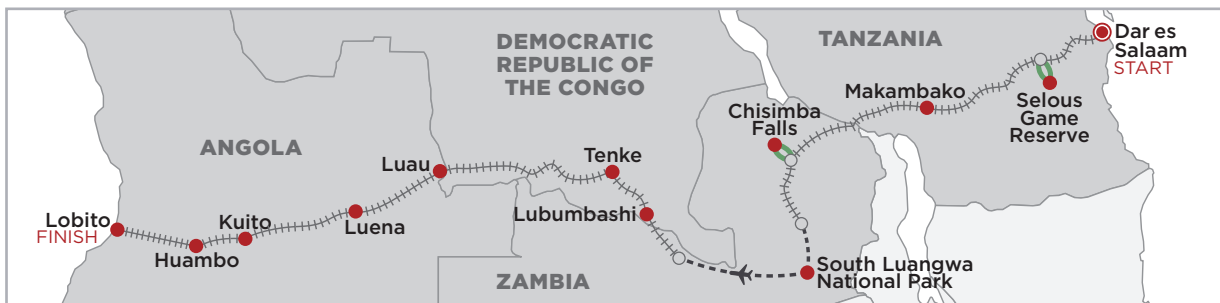 DEMOCRATIC
REPUBLIC OF
THE CONGO
TANZANIA
Dar es
Salaam
START
Makambako
Selous
Game
Reserve
Chisimba
Falls
ANGOLA
Luau
Tenke
Lubumbashi
Lobito
FINISH
Kuito
Luena
Huambo
ZAMBIA
South Luangwa
National Park